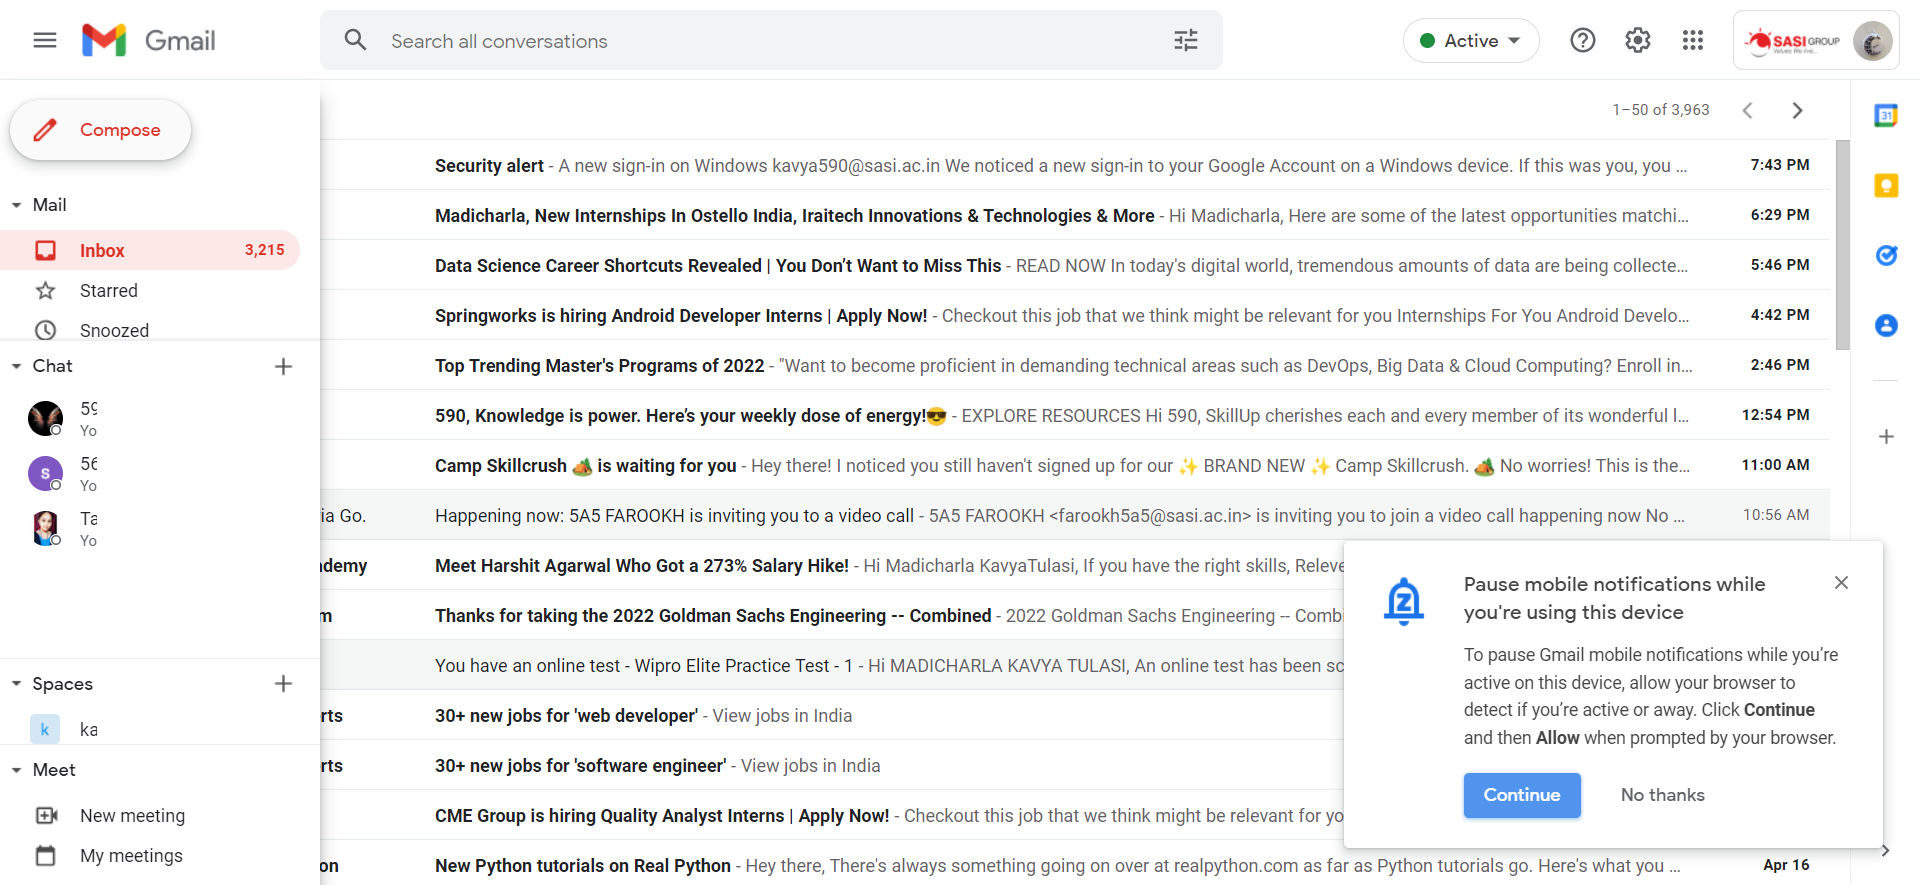 Gmail
Search all conversations
Active
SASI GROUP
Compose
1–50 of 3,963
31
Mail
Inbox 3,215
Starred
Snoozed
Chat
59
Yo
S
56
Yo
Ta
Yo
Spaces
k
ka
Meet
New meeting
My meetings
Security alert - A new sign-in on Windows kavya590@sasi.ac.in We noticed a new sign-in to your Google Account on a Windows device. If this was you, you … 7:43 PM
Madicharla, New Internships In Ostello India, Iraitech Innovations & Technologies & More - Hi Madicharla, Here are some of the latest opportunities matchi… 6:29 PM
Data Science Career Shortcuts Revealed | You Don’t Want to Miss This - READ NOW In today's digital world, tremendous amounts of data are being collecte… 5:46 PM
Springworks is hiring Android Developer Interns | Apply Now! - Checkout this job that we think might be relevant for you Internships For You Android Develo… 4:42 PM
Top Trending Master's Programs of 2022 - "Want to become proficient in demanding technical areas such as DevOps, Big Data & Cloud Computing? Enroll in… 2:46 PM
590, Knowledge is power. Here’s your weekly dose of energy!😎 - EXPLORE RESOURCES Hi 590, SkillUp cherishes each and every member of its wonderful l… 12:54 PM
Camp Skillcrush 🏕️ is waiting for you - Hey there! I noticed you still haven't signed up for our ✨ BRAND NEW ✨ Camp Skillcrush. 🏕️ No worries! This is the… 11:00 AM
ia Go. Happening now: 5A5 FAROOKH is inviting you to a video call - 5A5 FAROOKH <farookh5a5@sasi.ac.in> is inviting you to join a video call happening now No … 10:56 AM
demy Meet Harshit Agarwal Who Got a 273% Salary Hike! - Hi Madicharla KavyaTulasi, If you have the right skills, Releve
m Thanks for taking the 2022 Goldman Sachs Engineering -- Combined - 2022 Goldman Sachs Engineering -- Combi
You have an online test - Wipro Elite Practice Test - 1 - Hi MADICHARLA KAVYA TULASI, An online test has been sc
rts 30+ new jobs for 'web developer' - View jobs in India
rts 30+ new jobs for 'software engineer' - View jobs in India
CME Group is hiring Quality Analyst Interns | Apply Now! - Checkout this job that we think might be relevant for yo
on New Python tutorials on Real Python - Hey there, There's always something going on over at realpython.com as far as Python tutorials go. Here's what you … Apr 16
Pause mobile notifications while
you're using this device
To pause Gmail mobile notifications while you’re
active on this device, allow your browser to
detect if you’re active or away. Click Continue
and then Allow when prompted by your browser.
Continue No thanks